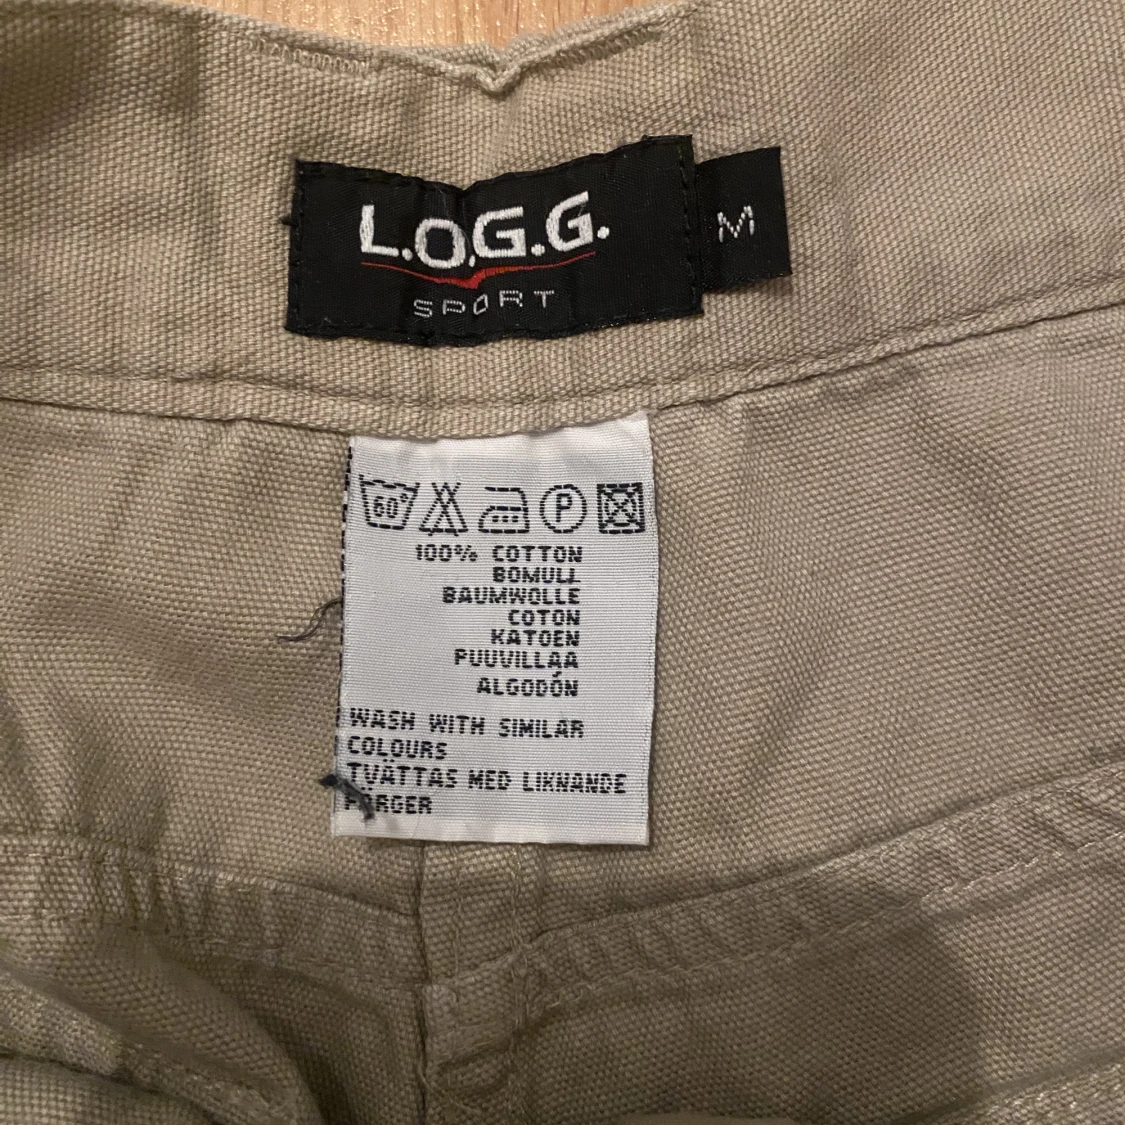 L.O.G.G.
SPORT
M
60°
P
100% COTTON
BOMULL
BAUMWOLLE
COTON
KATOEN
PUUVILLAA
ALGODÓN
WASH WITH SIMILAR
COLOURS
TVÄTTAS MED LIKNANDE
FÄRGER